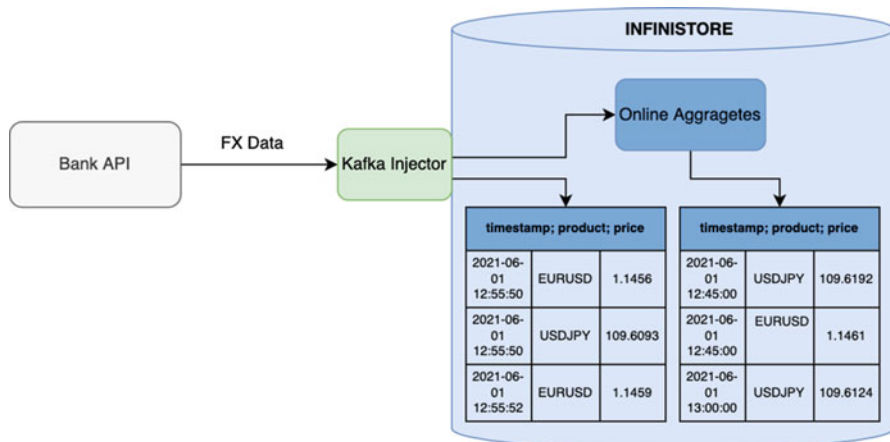 INFINISTORE
Online Aggragetes
FX Data
Bank API
Kafka Injector
timestamp; product; price
2021-06-
01
12:55:50
EURUSD
1.1456
2021-06-
01
12:55:50
USDJPY
109.6093
2021-06-
01
12:55:52
EURUSD
1.1459
timestamp; product; price
2021-06-
01
12:45:00
USDJPY
109.6192
2021-06-
01
12:45:00
EURUSD
1.1461
2021-06-
01
13:00:00
USDJPY
109.6124